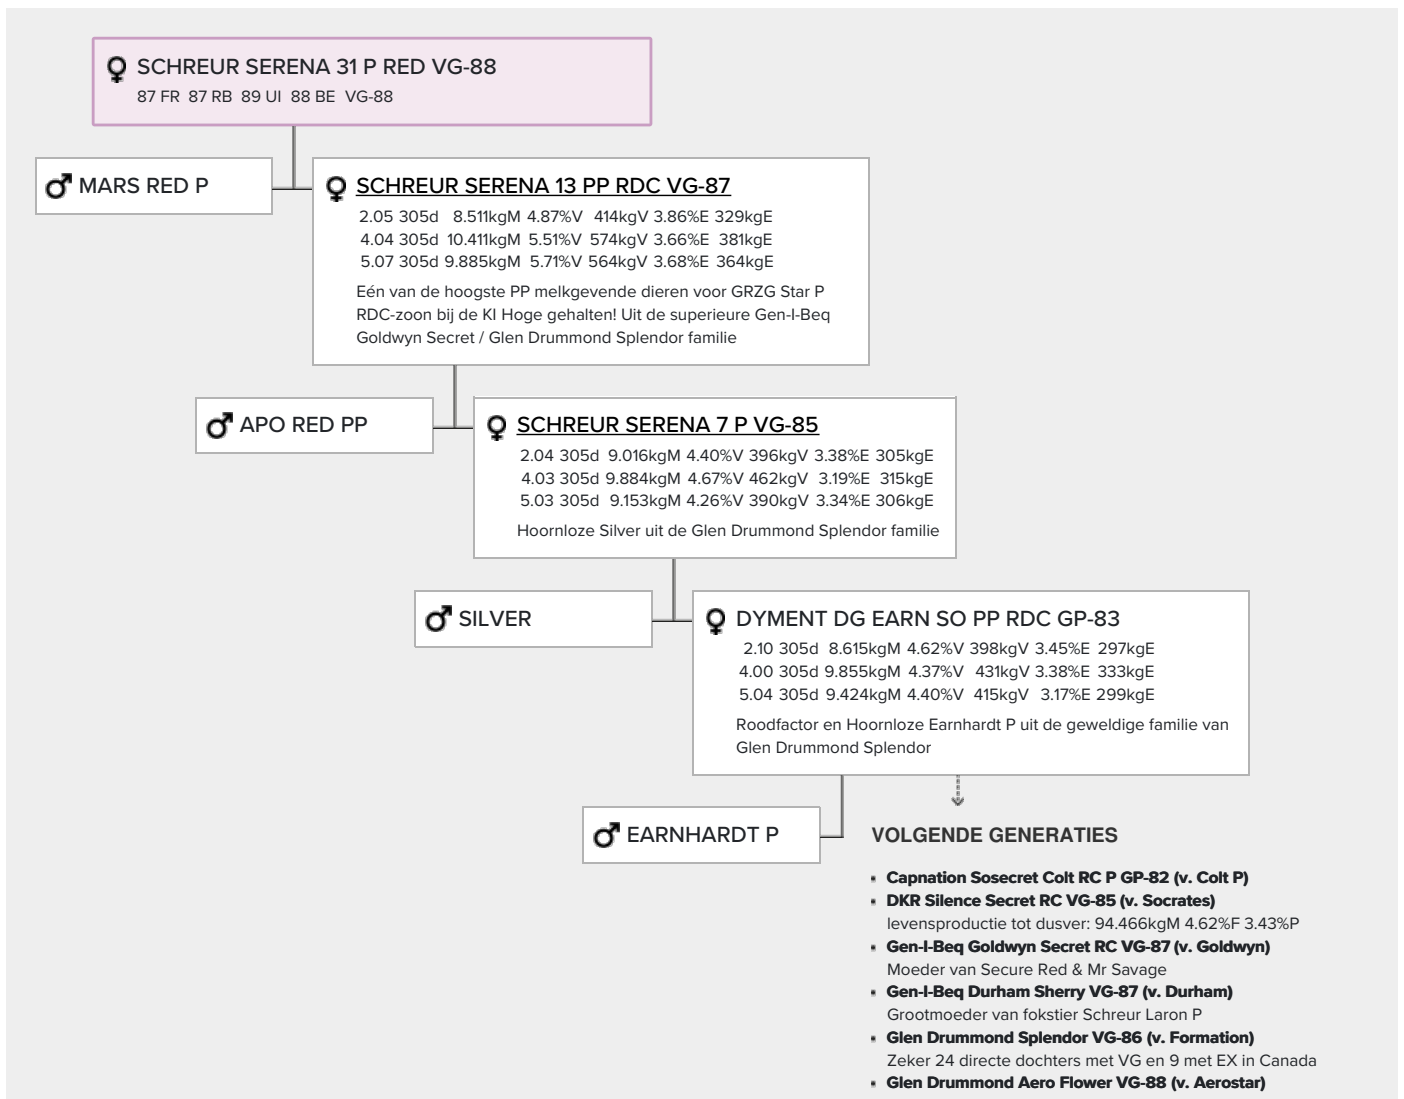 SCHREUR SERENA 31 P RED VG-88
87 FR 87 RB 89 UI 88 BE VG-88
MARS RED P
SCHREUR SERENA 13 PP RDC VG-87
2.05 305d 8.511kgM 4.87%V 414kgV 3.86%E 329kgE
4.04 305d 10.411kgM 5.51%V 574kgV 3.66%E 381kgE
5.07 305d 9.885kgM 5.71%V 564kgV 3.68%E 364kgE
Eén van de hoogste PP melkgevende dieren voor GRZG Star P
RDC-zoon bij de KI Hoge gehalten! Uit de superieure Gen-I-Beq
Goldwyn Secret / Glen Drummond Splendor familie
APO RED PP
SCHREUR SERENA 7 P VG-85
2.04 305d 9.016kgM 4.40%V 396kgV 3.38%E 305kgE
4.03 305d 9.884kgM 4.67%V 462kgV 3.19%E 315kgE
5.03 305d 9.153kgM 4.26%V 390kgV 3.34%E 306kgE
Hoornloze Silver uit de Glen Drummond Splendor familie
SILVER
DYMENT DG EARN SO PP RDC GP-83
2.10 305d 8.615kgM 4.62%V 398kgV 3.45%E 297kgE
4.00 305d 9.855kgM 4.37%V 431kgV 3.38%E 333kgE
5.04 305d 9.424kgM 4.40%V 415kgV 3.17%E 299kgE
Roodfactor en Hoornloze Earnhardt P uit de geweldige familie van
Glen Drummond Splendor
EARNHARDT P
VOLGENDE GENERATIES
Capnation Sosecret Colt RC P GP-82 (v. Colt P)
DKR Silence Secret RC VG-85 (v. Socrates)
levensproductie tot dusver: 94.466kgM 4.62%F 3.43%P
Gen-I-Beq Goldwyn Secret RC VG-87 (v. Goldwyn)
Moeder van Secure Red & Mr Savage
Gen-I-Beq Durham Sherry VG-87 (v. Durham)
Grootmoeder van fokstier Schreur Laron P
Glen Drummond Splendor VG-86 (v. Formation)
Zeker 24 directe dochters met VG en 9 met EX in Canada
Glen Drummond Aero Flower VG-88 (v. Aerostar)